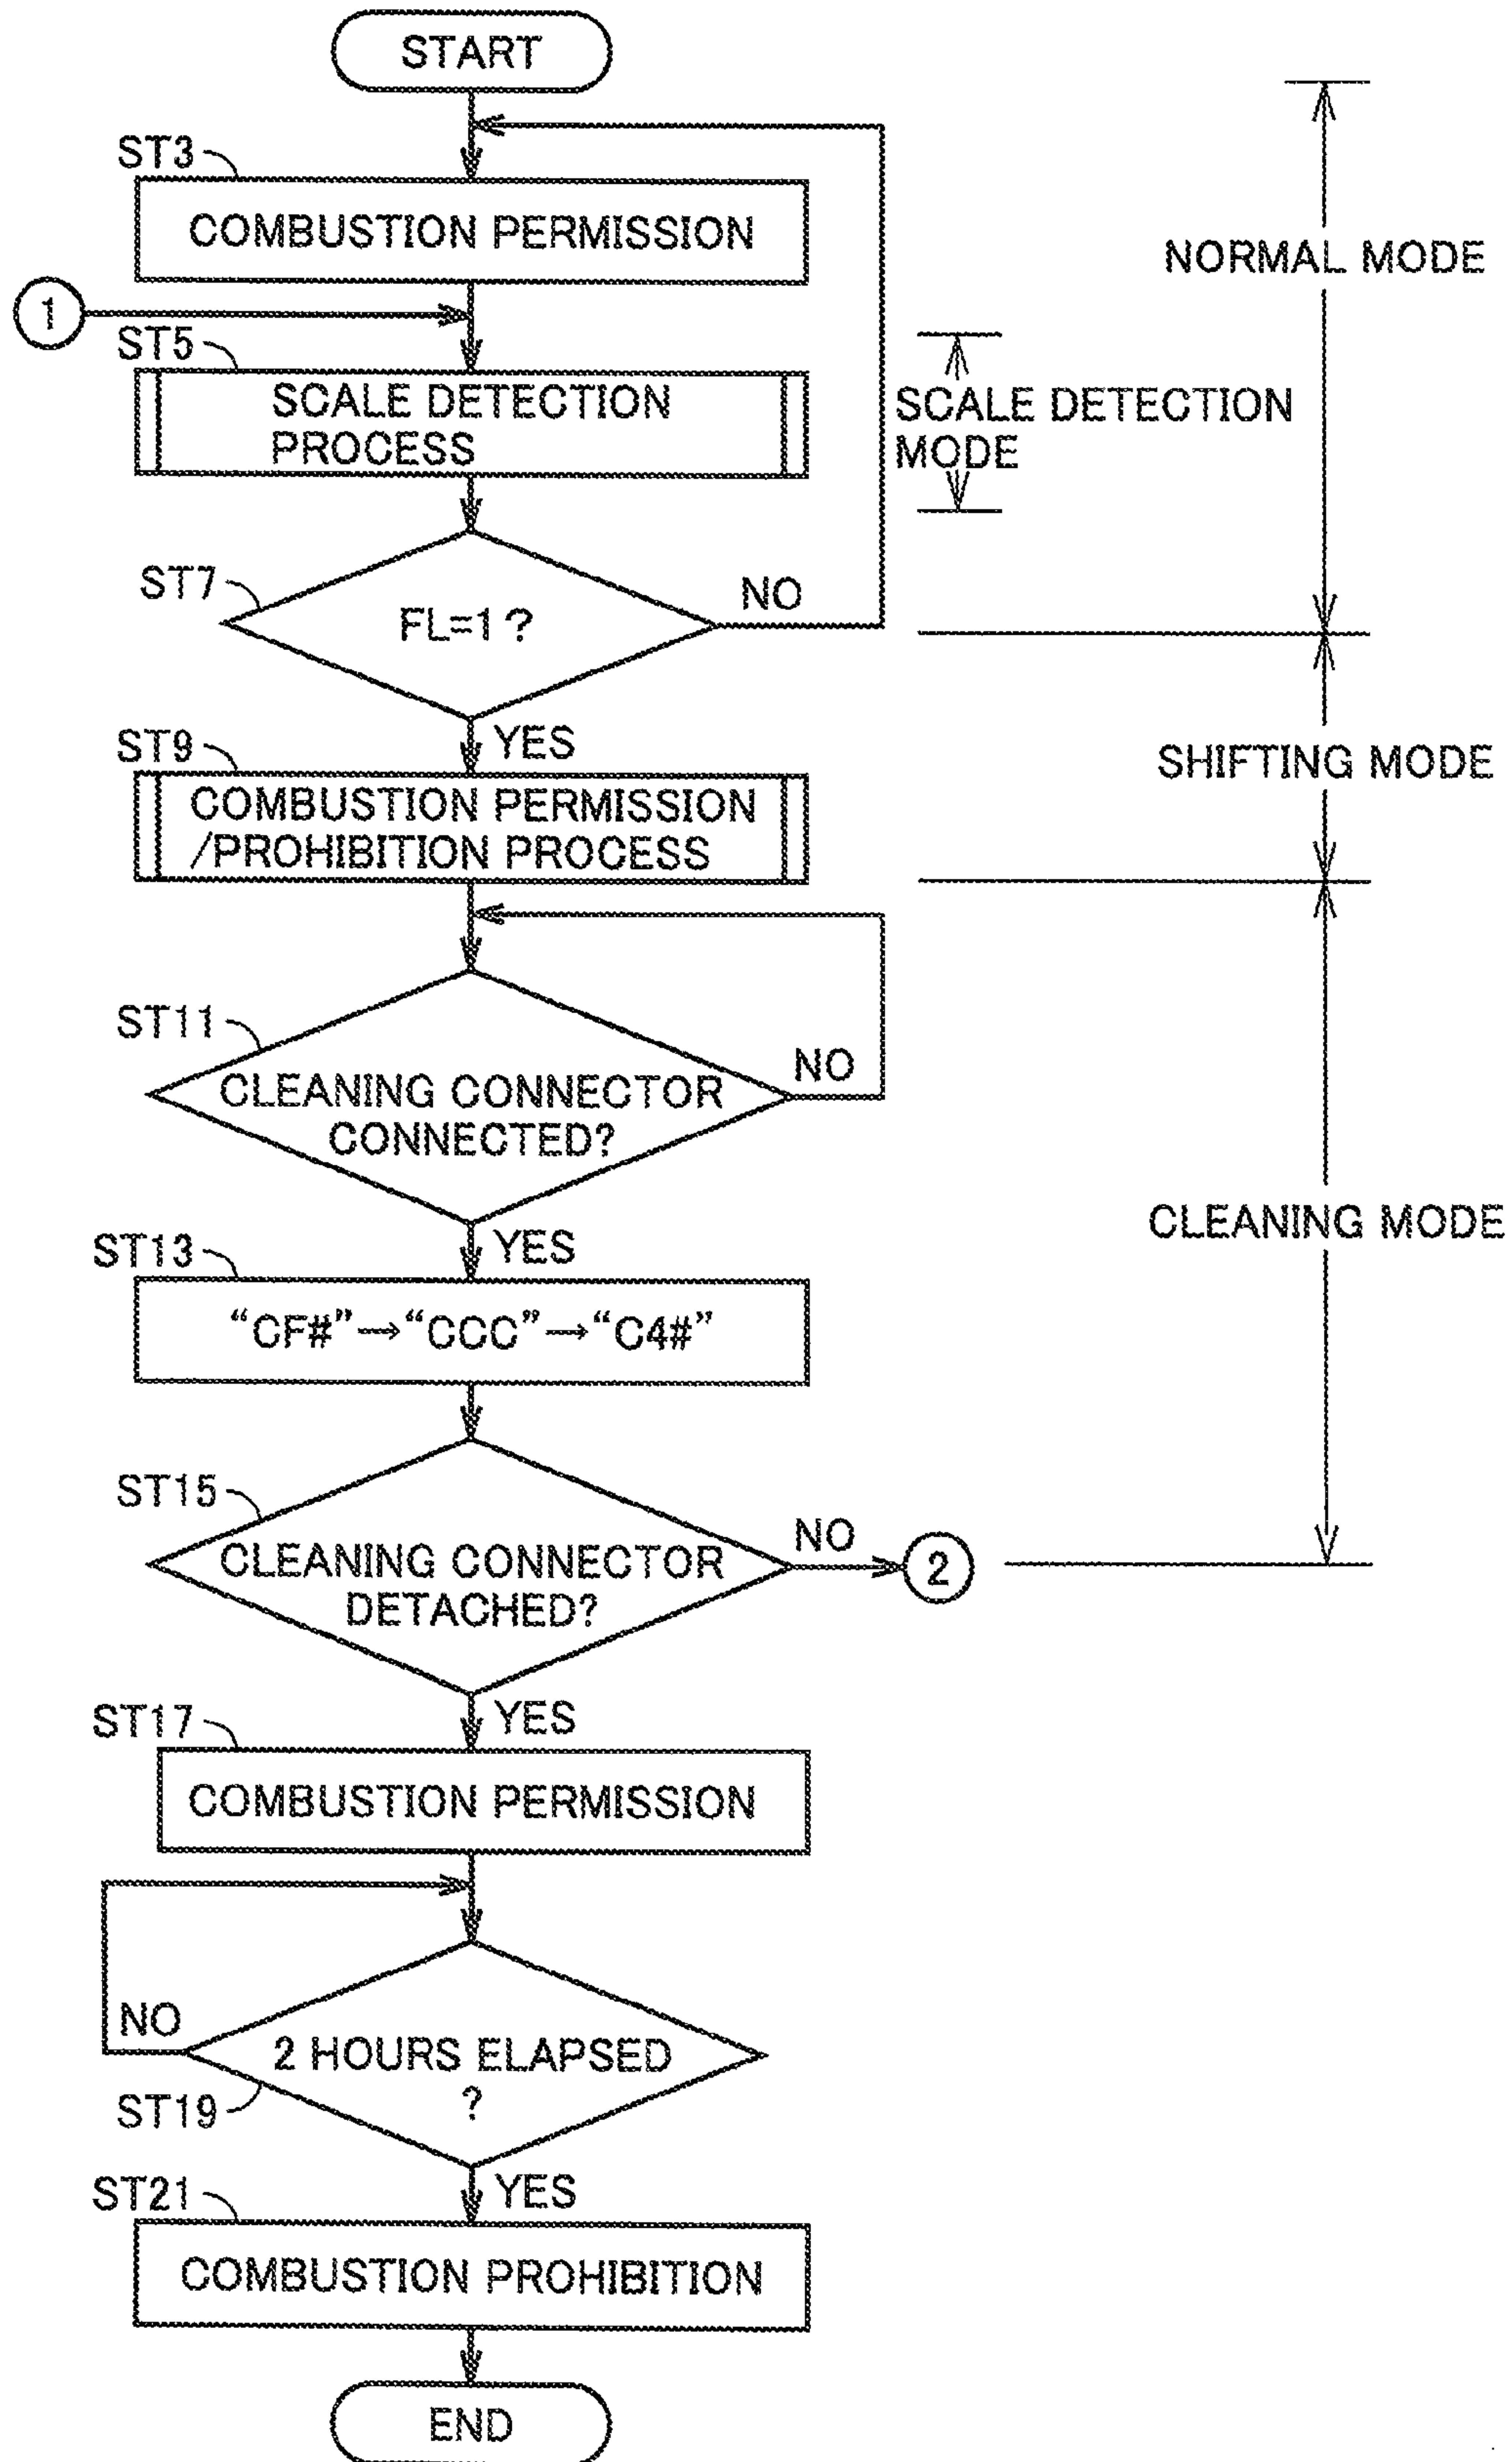 START
ST3
COMBUSTION PERMISSION
NORMAL MODE
1
ST5
SCALE DETECTION
PROCESS
SCALE DETECTION
MODE
ST7
FL=1?
NO
YES
ST9
COMBUSTION PERMISSION
/PROHIBITION PROCESS
SHIFTING MODE
ST11
CLEANING CONNECTOR
CONNECTED?
NO
YES
CLEANING MODE
ST13
“CF#”→“CCC”→“C4#”
ST15
CLEANING CONNECTOR
DETACHED?
NO
2
YES
ST17
COMBUSTION PERMISSION
NO
2 HOURS ELAPSED
?
ST19
YES
ST21
COMBUSTION PROHIBITION
END